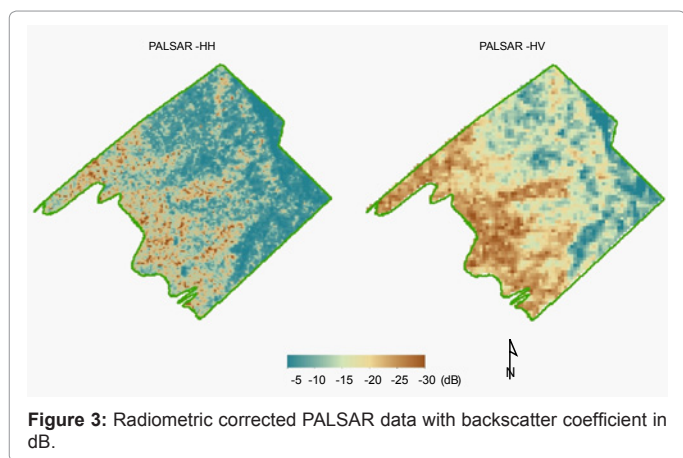 PALSAR -HH
PALSAR -HV
-5 -10 -15 -20 -25 -30 (dB)
N
Figure 3: Radiometric corrected PALSAR data with backscatter coefficient in
dB.